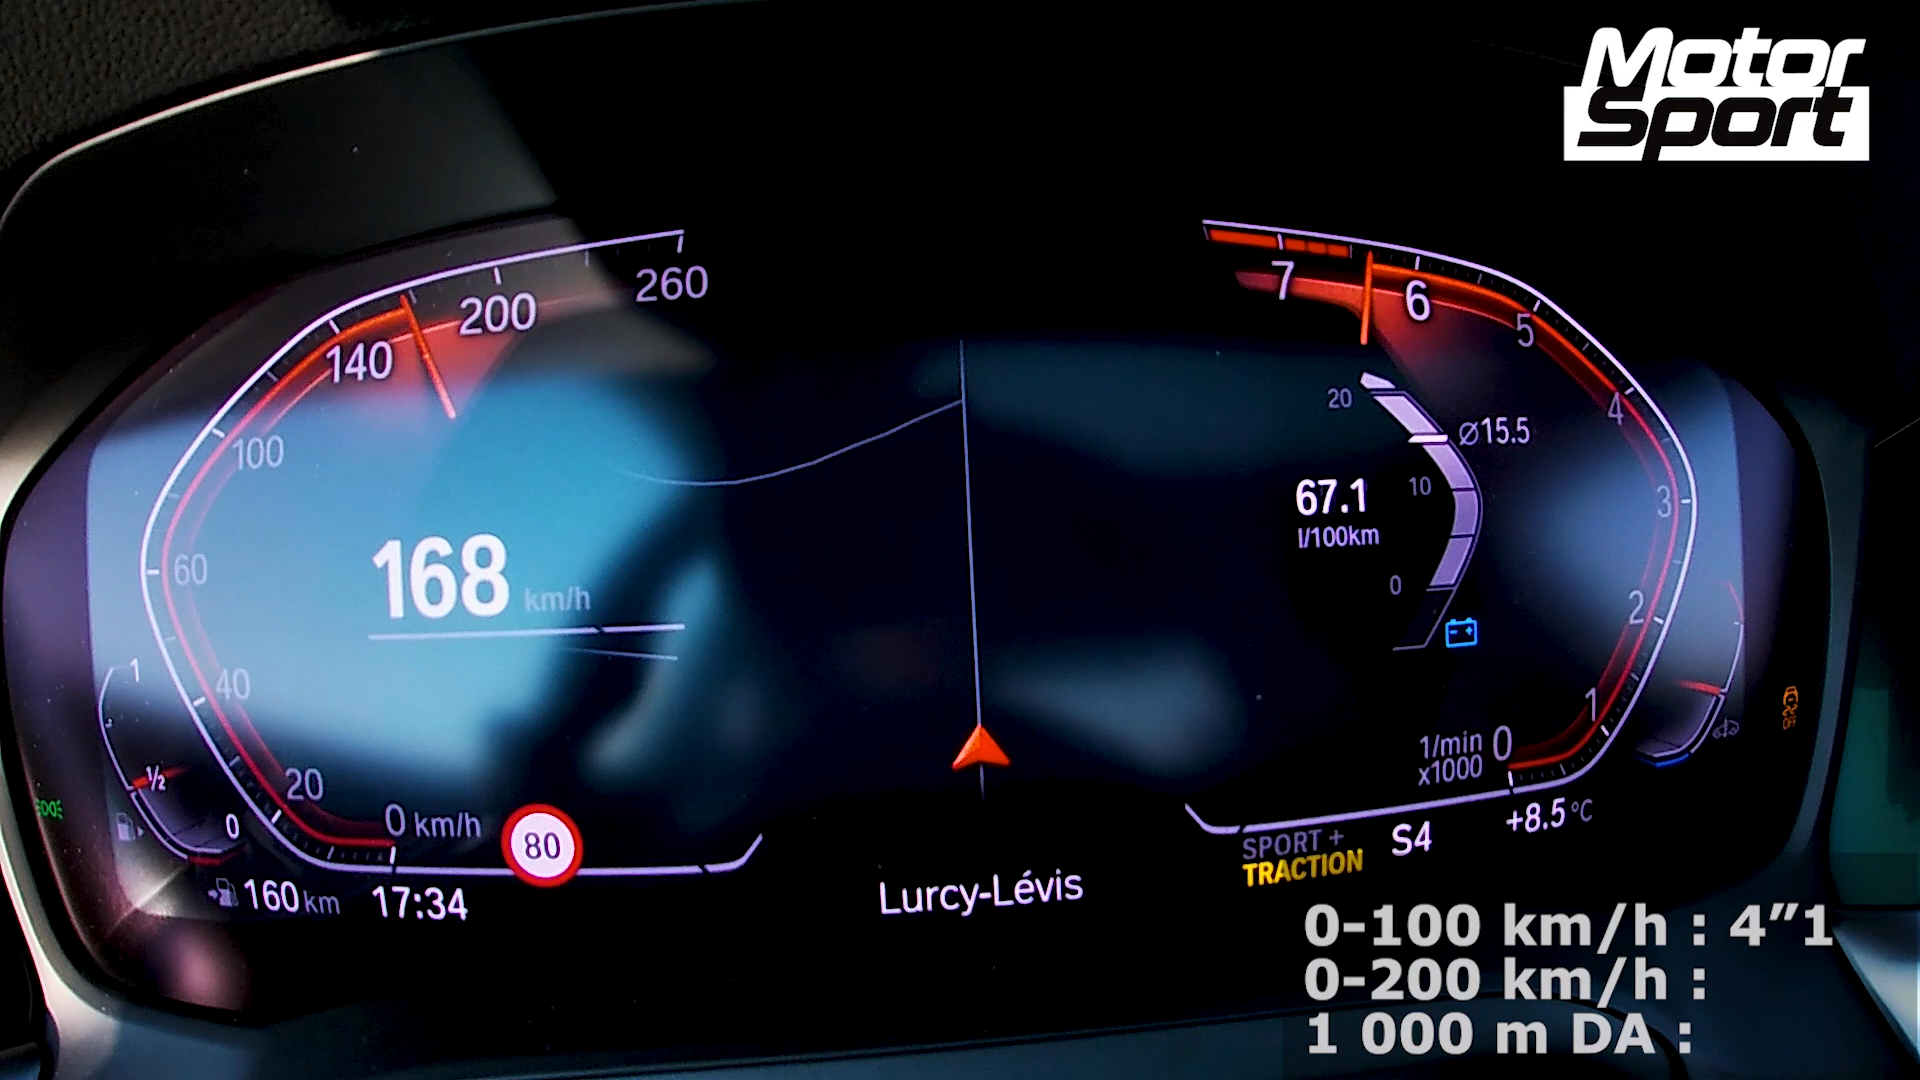 Motor
Sport
260
200
140
100
60
40
20
0 km/h
168 km/h
1
1/2
0
80
160 km
17:34
Lurcy-Lévis
7
6
5
4
3
2
1
0
1/min
x1000
20
10
0
Ø15.5
67.1
l/100km
SPORT +
TRACTION
S4
+8.5°C
0-100 km/h : 4”1
0-200 km/h :
1 000 m DA :